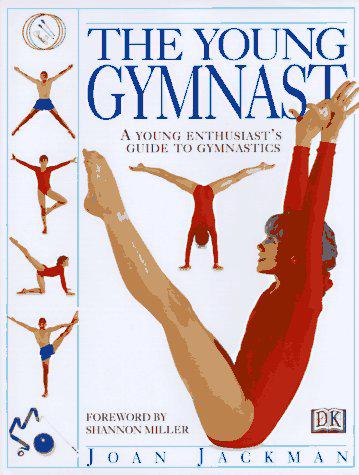 THE YOUNG
GYMNAST
A YOUNG ENTHUSIAST'S
GUIDE TO GYMNASTICS
FOREWORD BY
SHANNON MILLER
DK
JOAN JACKMAN